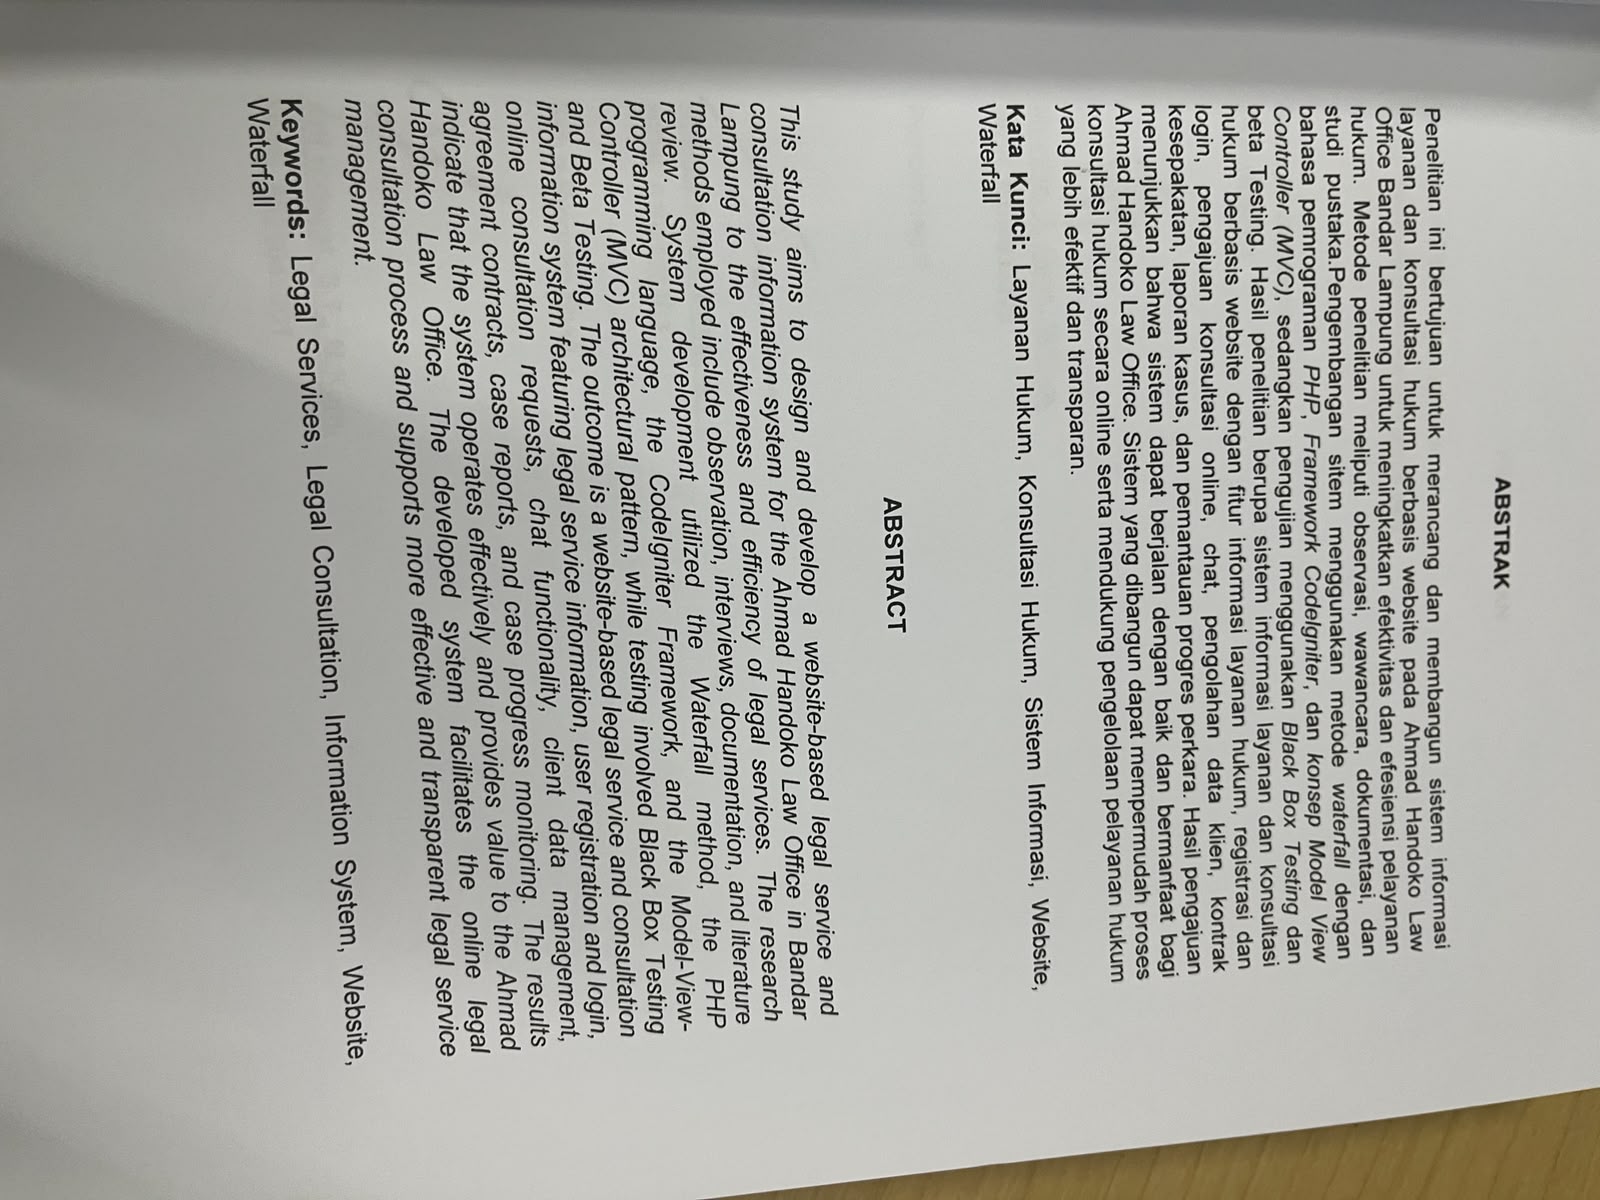 ABSTRAK
Penelitian ini bertujuan untuk merancang dan membangun sistem informasi
layanan dan konsultasi hukum berbasis website pada Ahmad Handoko Law
Office Bandar Lampung untuk meningkatkan efektivitas dan efesiensi pelayanan
hukum. Metode penelitian meliputi observasi, wawancara, dokumentasi, dan
studi pustaka.Pengembangan sitem menggunakan metode waterfall dengan
bahasa pemrograman PHP, Framework CodeIgniter, dan konsep Model View
Controller (MVC), sedangkan pengujian menggunakan Black Box Testing dan
beta Testing. Hasil penelitian berupa sistem informasi layanan dan konsultasi
hukum berbasis website dengan fitur informasi layanan hukum, registrasi dan
login, pengajuan konsultasi online, chat, pengolahan data klien, kontrak
kesepakatan, laporan kasus, dan pemantauan progres perkara. Hasil pengajuan
menunjukkan bahwa sistem dapat berjalan dengan baik dan bermanfaat bagi
Ahmad Handoko Law Office. Sistem yang dibangun dapat mempermudah proses
konsultasi hukum secara online serta mendukung pengelolaan pelayanan hukum
yang lebih efektif dan transparan.
Kata Kunci: Layanan Hukum, Konsultasi Hukum, Sistem Informasi, Website,
Waterfall
ABSTRACT
This study aims to design and develop a website-based legal service and
consultation information system for the Ahmad Handoko Law Office in Bandar
Lampung to the effectiveness and efficiency of legal services. The research
methods employed include observation, interviews, documentation, and literature
review. System development utilized the Waterfall method, the PHP
programming language, the CodeIgniter Framework, and the Model-View-
Controller (MVC) architectural pattern, while testing involved Black Box Testing
and Beta Testing. The outcome is a website-based legal service and consultation
information system featuring legal service information, user registration and login,
online consultation requests, chat functionality, client data management,
agreement contracts, case reports, and case progress monitoring. The results
indicate that the system operates effectively and provides value to the Ahmad
Handoko Law Office. The developed system facilitates the online legal
consultation process and supports more effective and transparent legal service
management.
Keywords: Legal Services, Legal Consultation, Information System, Website,
Waterfall